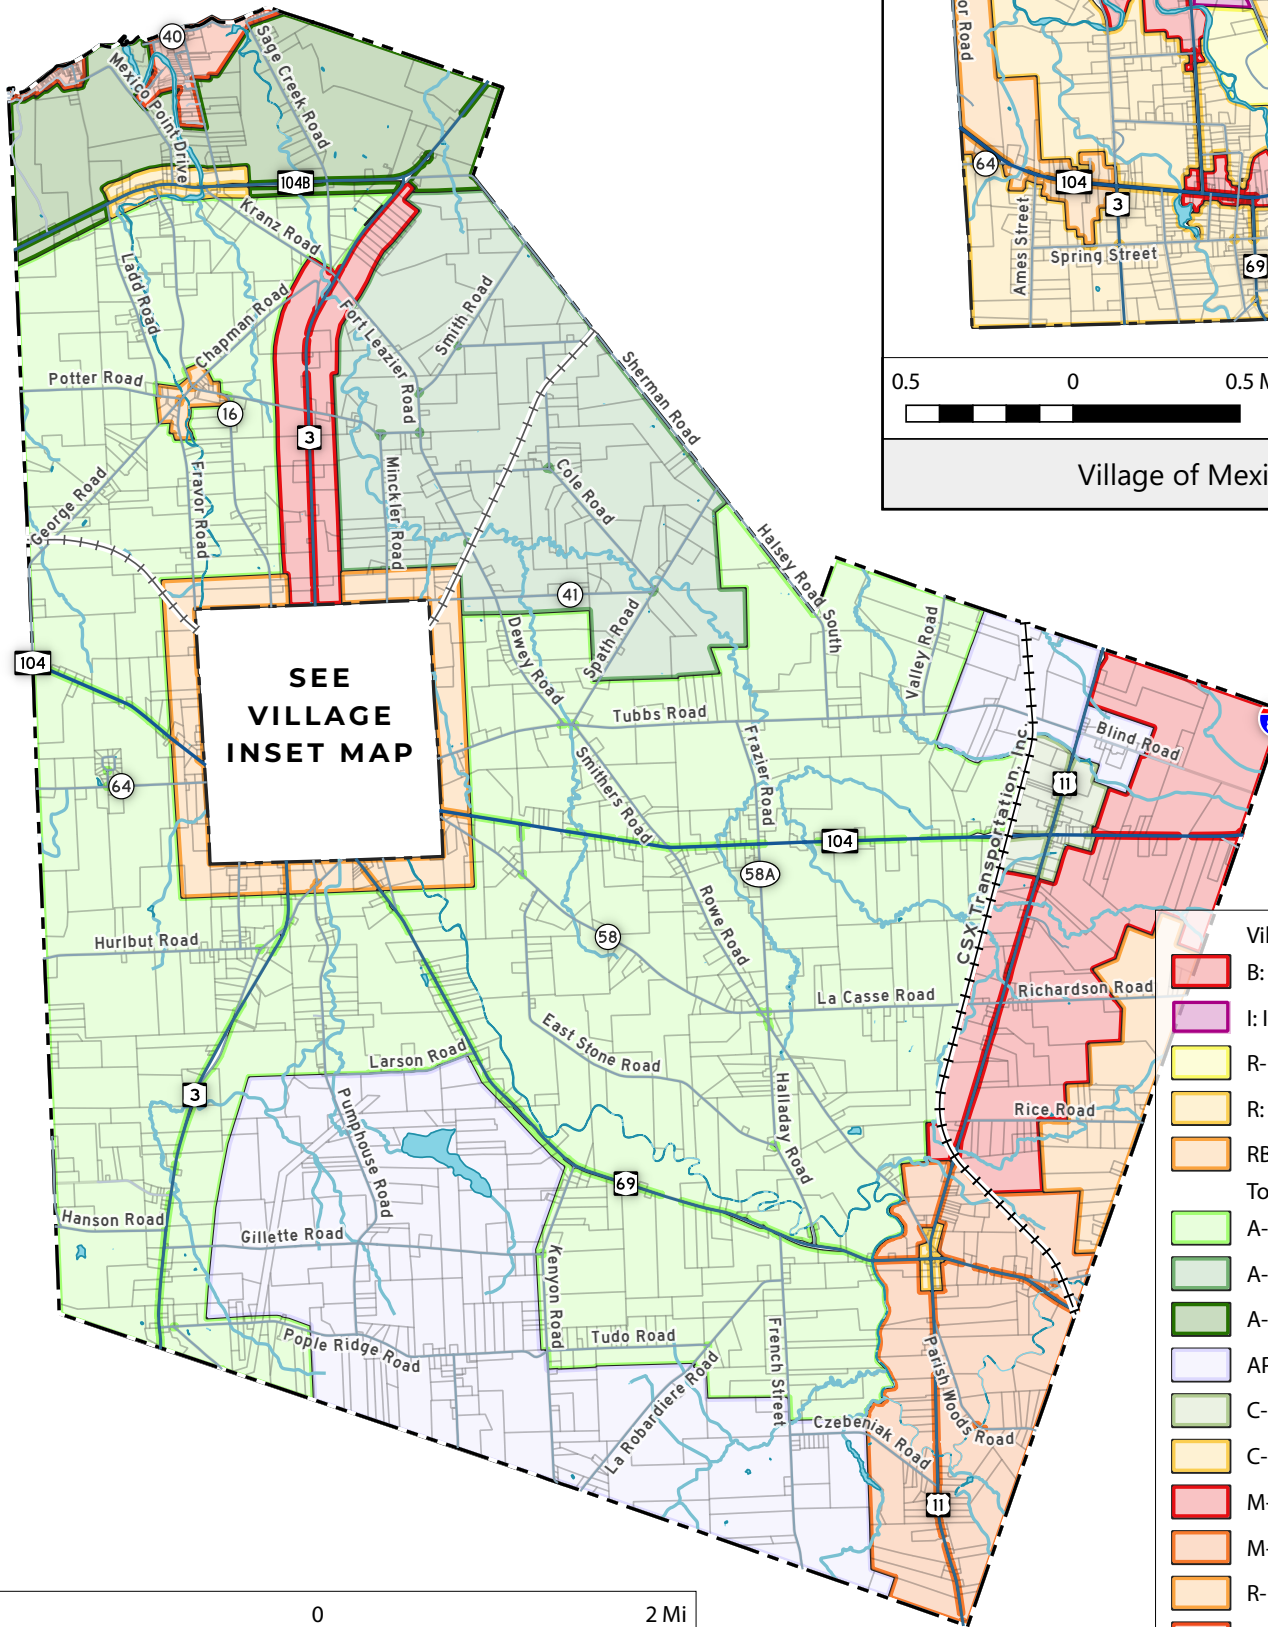 40
Sage Creek Road
Mexico Point Drive
104B
Kranz Road
Ladd Road
Chapman Road
Fort Leazier Road
Smith Road
Sherman Road
Potter Road
16
3
George Road
Fravor Road
Minckler Road
Cole Road
Halsey Road South
41
Dewey Road
Spath Road
Valley Road
104
SEE
VILLAGE
INSET MAP
Tubbs Road
Blind Road
11
64
Smithers Road
Frazier Road
104
58A
CSX Transportation, Inc.
Rowe Road
Hurlbut Road
58
La Casse Road
Richardson Road
East Stone Road
Larson Road
3
Pumphouse Road
Halladay Road
Rice Road
69
Hanson Road
Gillette Road
Kenyon Road
Pople Ridge Road
Tudo Road
French Street
La Robardiere Road
Parish Woods Road
Czebeniak Road
11
0
2 Mi
or Road
64
104
3
Ames Street
Spring Street
69
0.5
0
0.5 M
Village of Mexi
Vil
B:
I: I
R-
R:
RB
To
A-
A-
A-
AR
C-
C-
M-
M-
R-